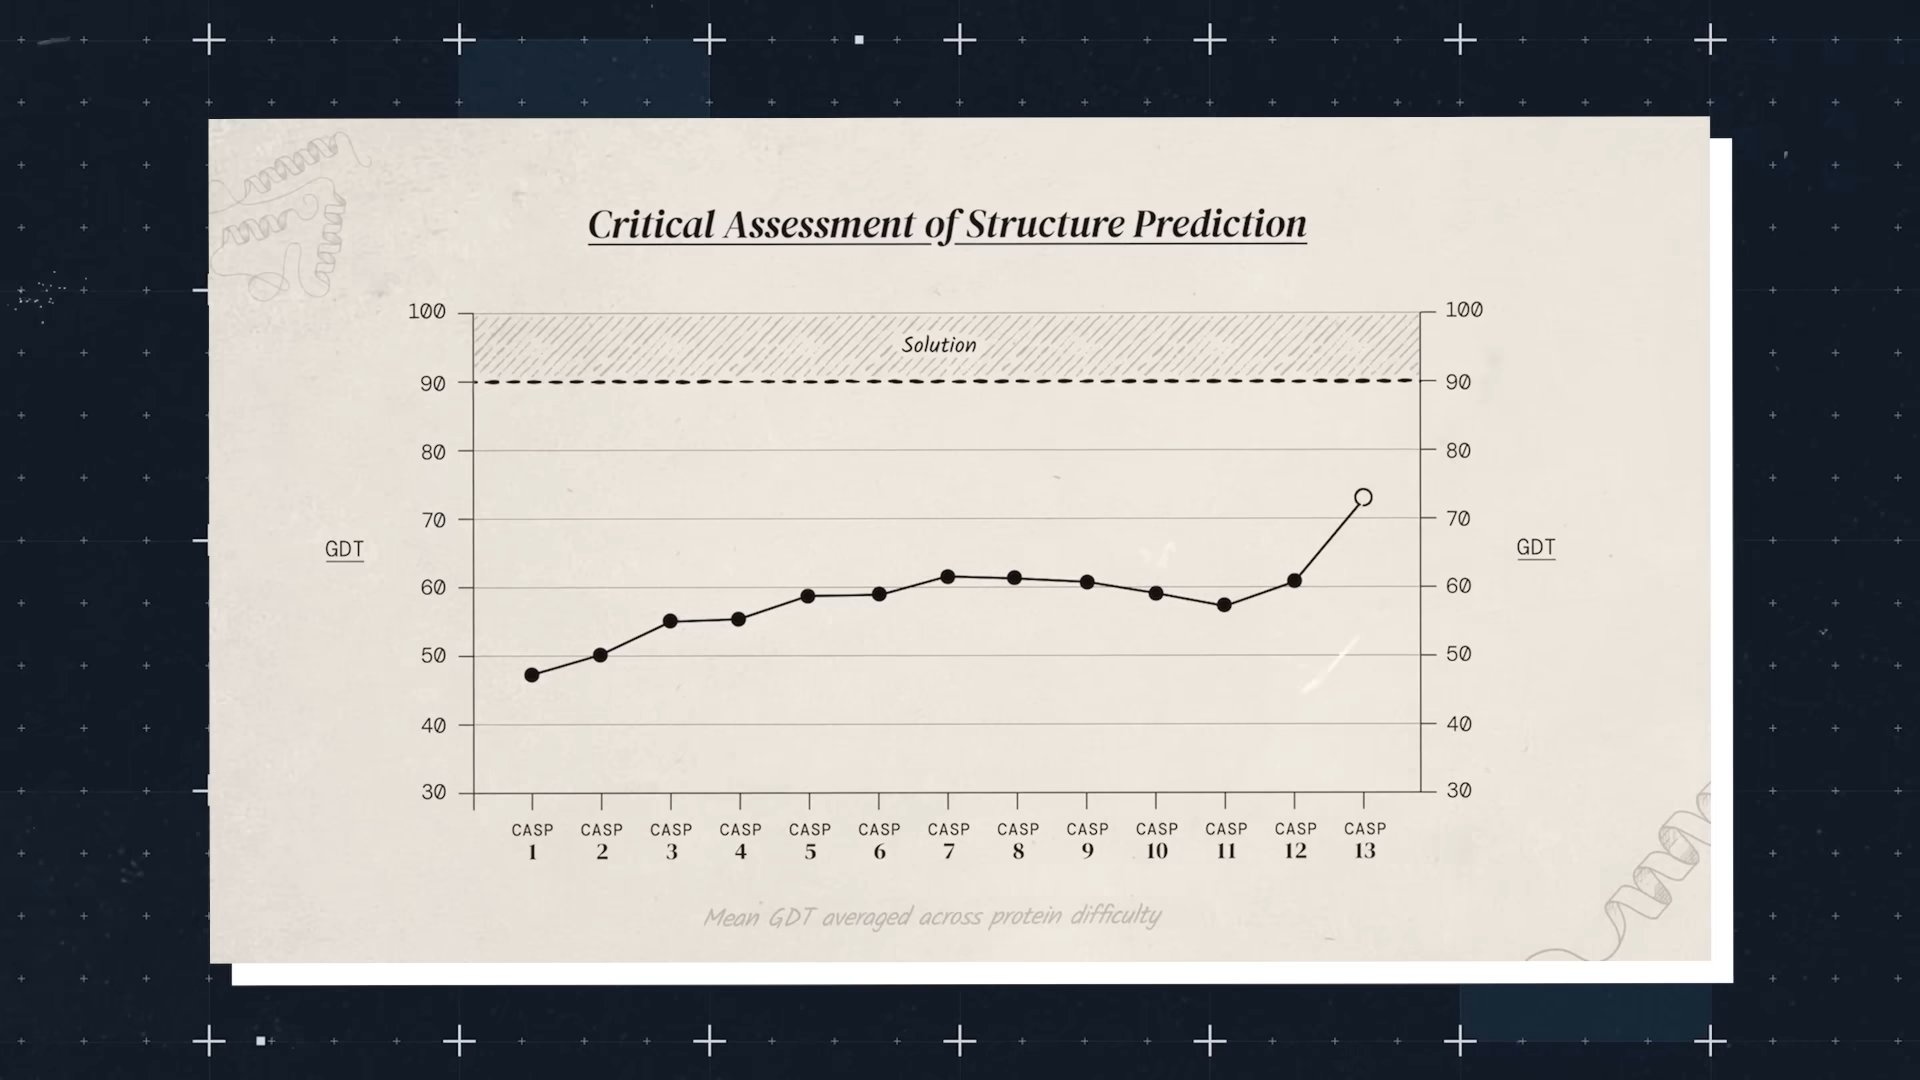 Critical Assessment of Structure Prediction
100 100
Solution
90 90
80 80
70 70
GDT GDT
60 60
50 50
40 40
30 30
CASP CASP CASP CASP CASP CASP CASP CASP CASP CASP CASP CASP CASP
1 2 3 4 5 6 7 8 9 10 11 12 13
Mean GDT averaged across protein difficulty